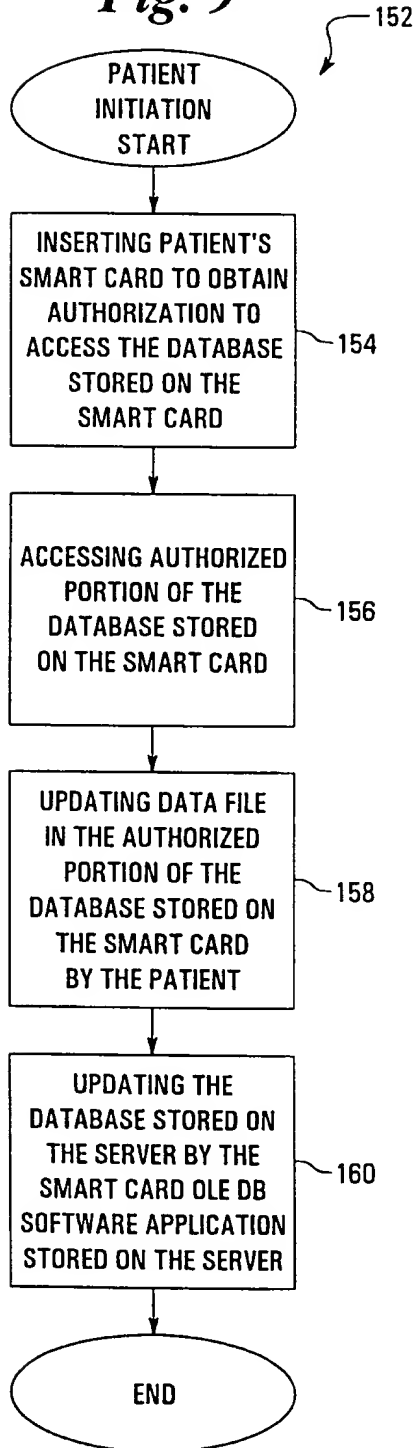 Fig. 9
152
PATIENT
INITIATION
START
INSERTING PATIENT'S
SMART CARD TO OBTAIN
AUTHORIZATION TO
ACCESS THE DATABASE
STORED ON THE
SMART CARD
154
ACCESSING AUTHORIZED
PORTION OF THE
DATABASE STORED
ON THE SMART CARD
156
UPDATING DATA FILE
IN THE AUTHORIZED
PORTION OF THE
DATABASE STORED ON
THE SMART CARD
BY THE PATIENT
158
UPDATING THE
DATABASE STORED ON
THE SERVER BY THE
SMART CARD OLE DB
SOFTWARE APPLICATION
STORED ON THE SERVER
160
END